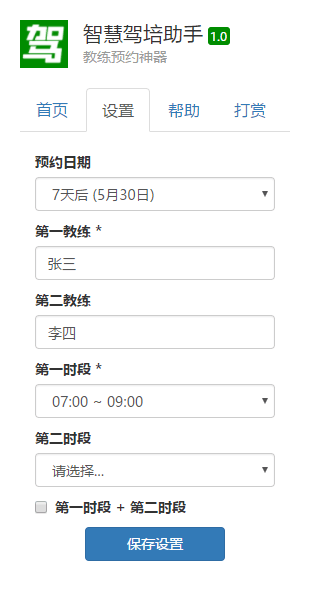 驾
智慧驾培助手 1.0
教练预约神器
首页 设置 帮助 打赏
预约日期
7天后 (5月30日)
第一教练 *
张三
第二教练
李四
第一时段 *
07:00 ~ 09:00
第二时段
请选择...
第一时段 + 第二时段
保存设置